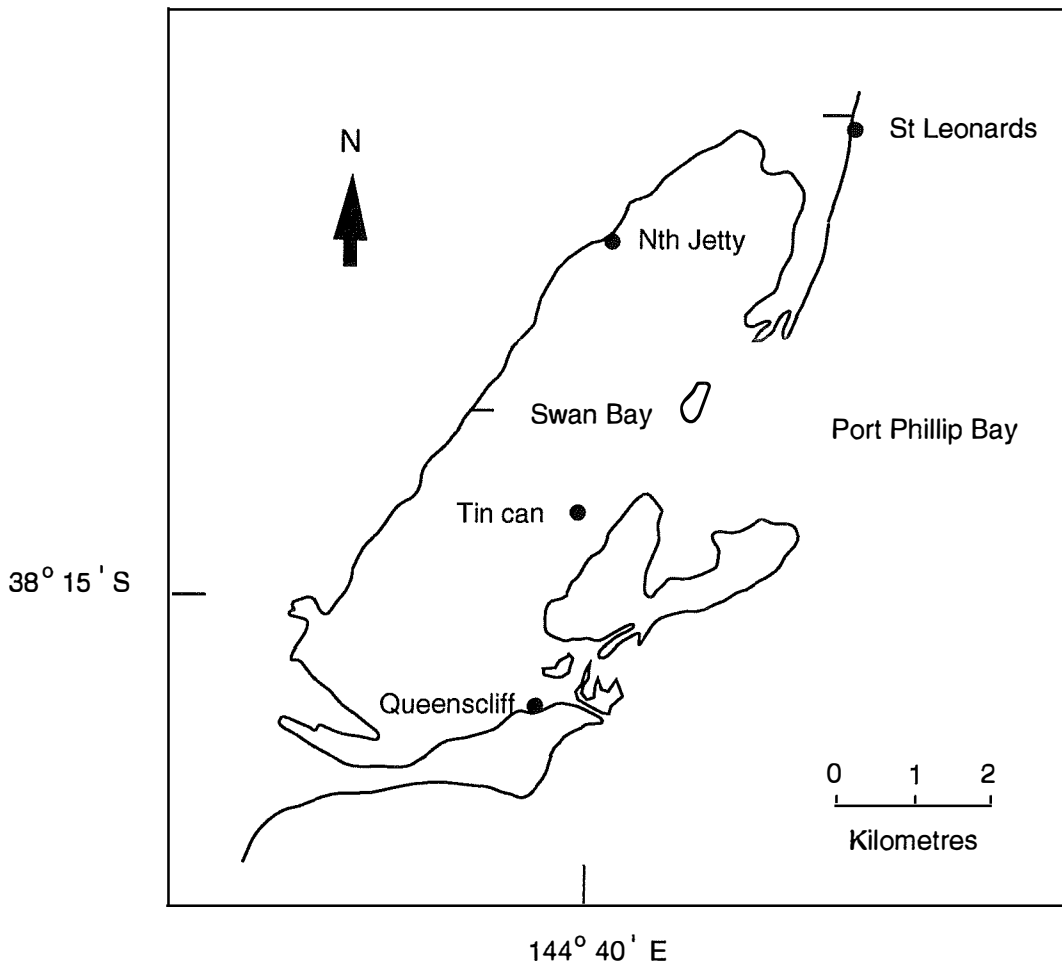 St Leonards
N
Nth Jetty
Swan Bay
Port Phillip Bay
Tin can
38° 15' S
Queenscliff
0 1 2
Kilometres
144° 40' E